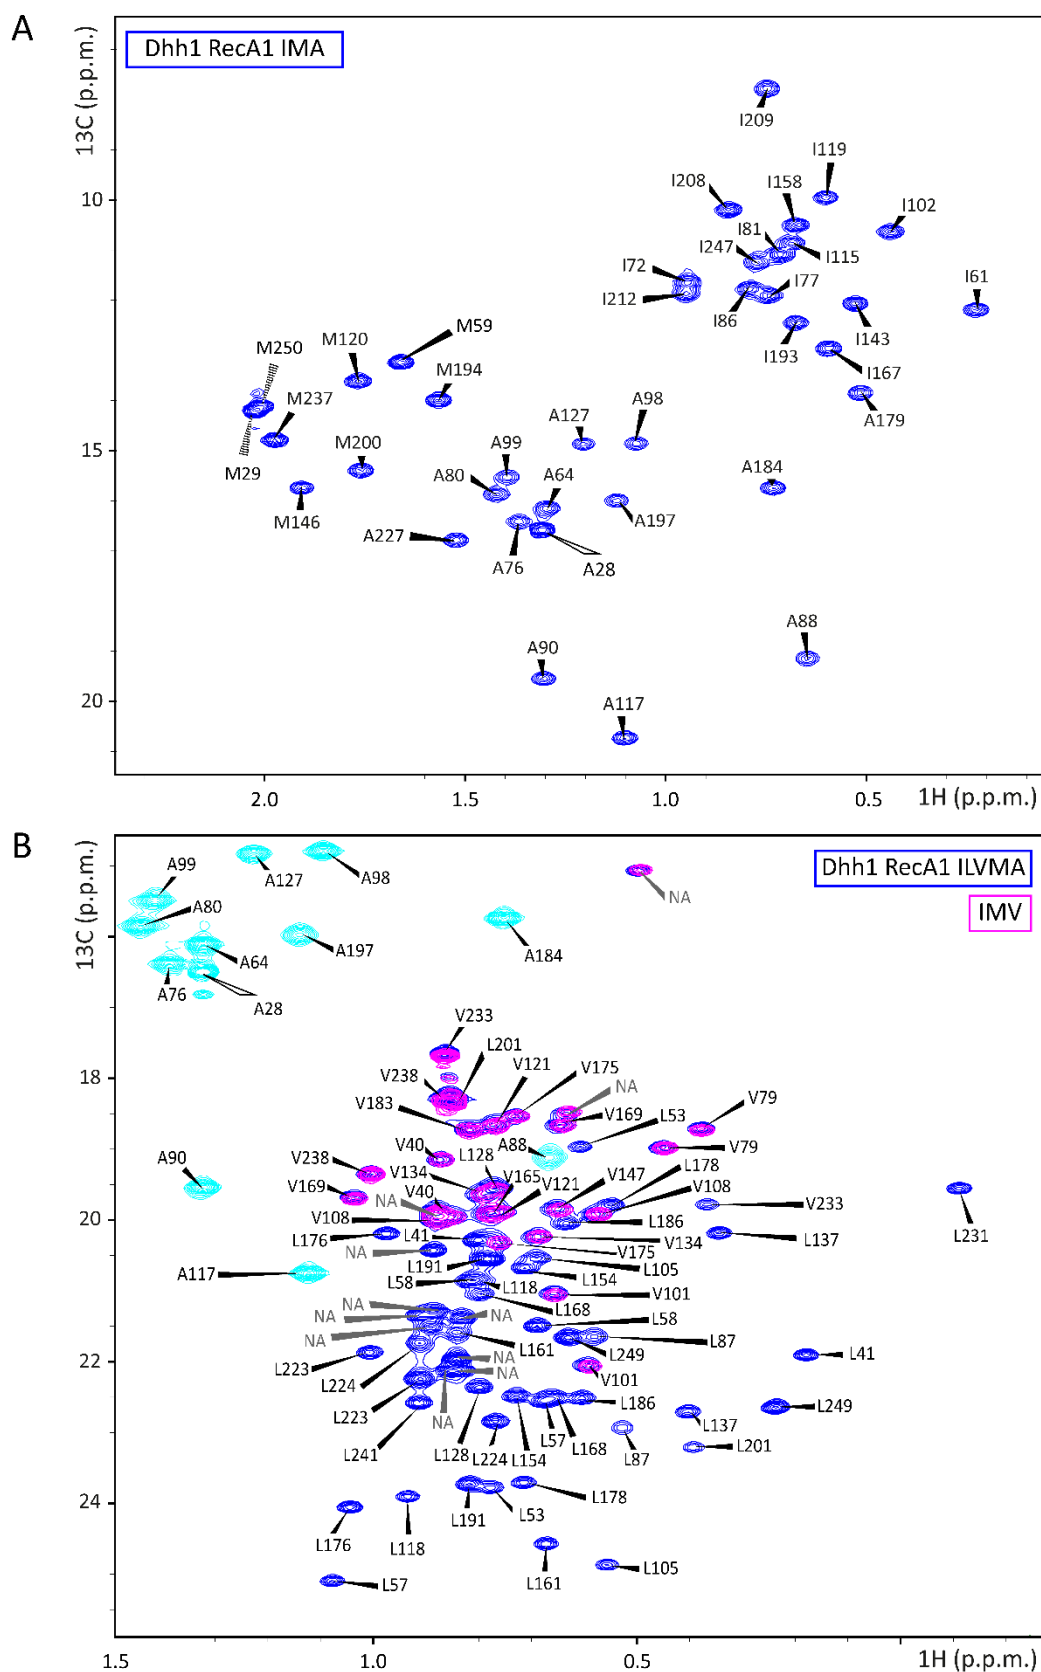 A
Dhh1 RecA1 IMA
13C (p.p.m.)
I209
I119
I208
I158
I102
I81
I247
I115
I72
I77
I61
I212
I86
I143
M59
I193
M250
M120
I167
M194
M237
A98
A179
A127
A99
M200
A184
M29
A80
A64
M146
A197
A227
A76
A28
A88
A90
A117
10
15
20
2.0
1.5
1.0
0.5
1H (p.p.m.)
B
Dhh1 RecA1 ILVMA
IMV
13C (p.p.m.)
A99
A127
A98
NA
A80
A197
A184
A64
A76
A28
V233
L201
V121
V175
V238
NA
V183
V169
L53
V79
V40
A88
V79
A90
V238
L128
L178
V134
V165
V147
V169
V40
V121
V108
V233
NA
V108
L186
L176
L41
V134
L137
L231
NA
V175
L191
L105
A117
L58
L118
L154
NA
L168
V101
NA
NA
L58
NA
L161
L87
L223
NA
L249
L41
L224
NA
V101
L223
L186
L249
NA
L57
L168
L137
L241
L128
L224
L154
L87
L201
L178
L191
L53
L176
L118
L161
L105
L57
13C
18
20
22
24
1.5
1.0
0.5
1H (p.p.m.)